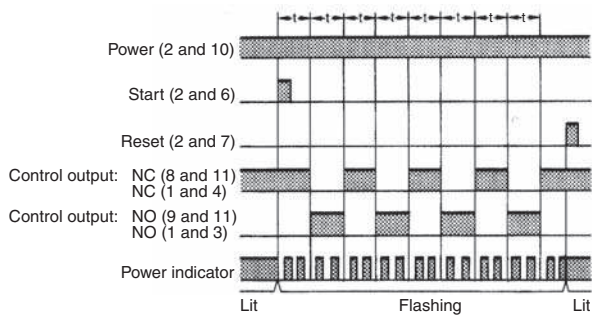 t t t t t t t t
Power (2 and 10)
Start (2 and 6)
Reset (2 and 7)
Control output: NC (8 and 11)
NC (1 and 4)
Control output: NO (9 and 11)
NO (1 and 3)
Power indicator
Lit Flashing Lit